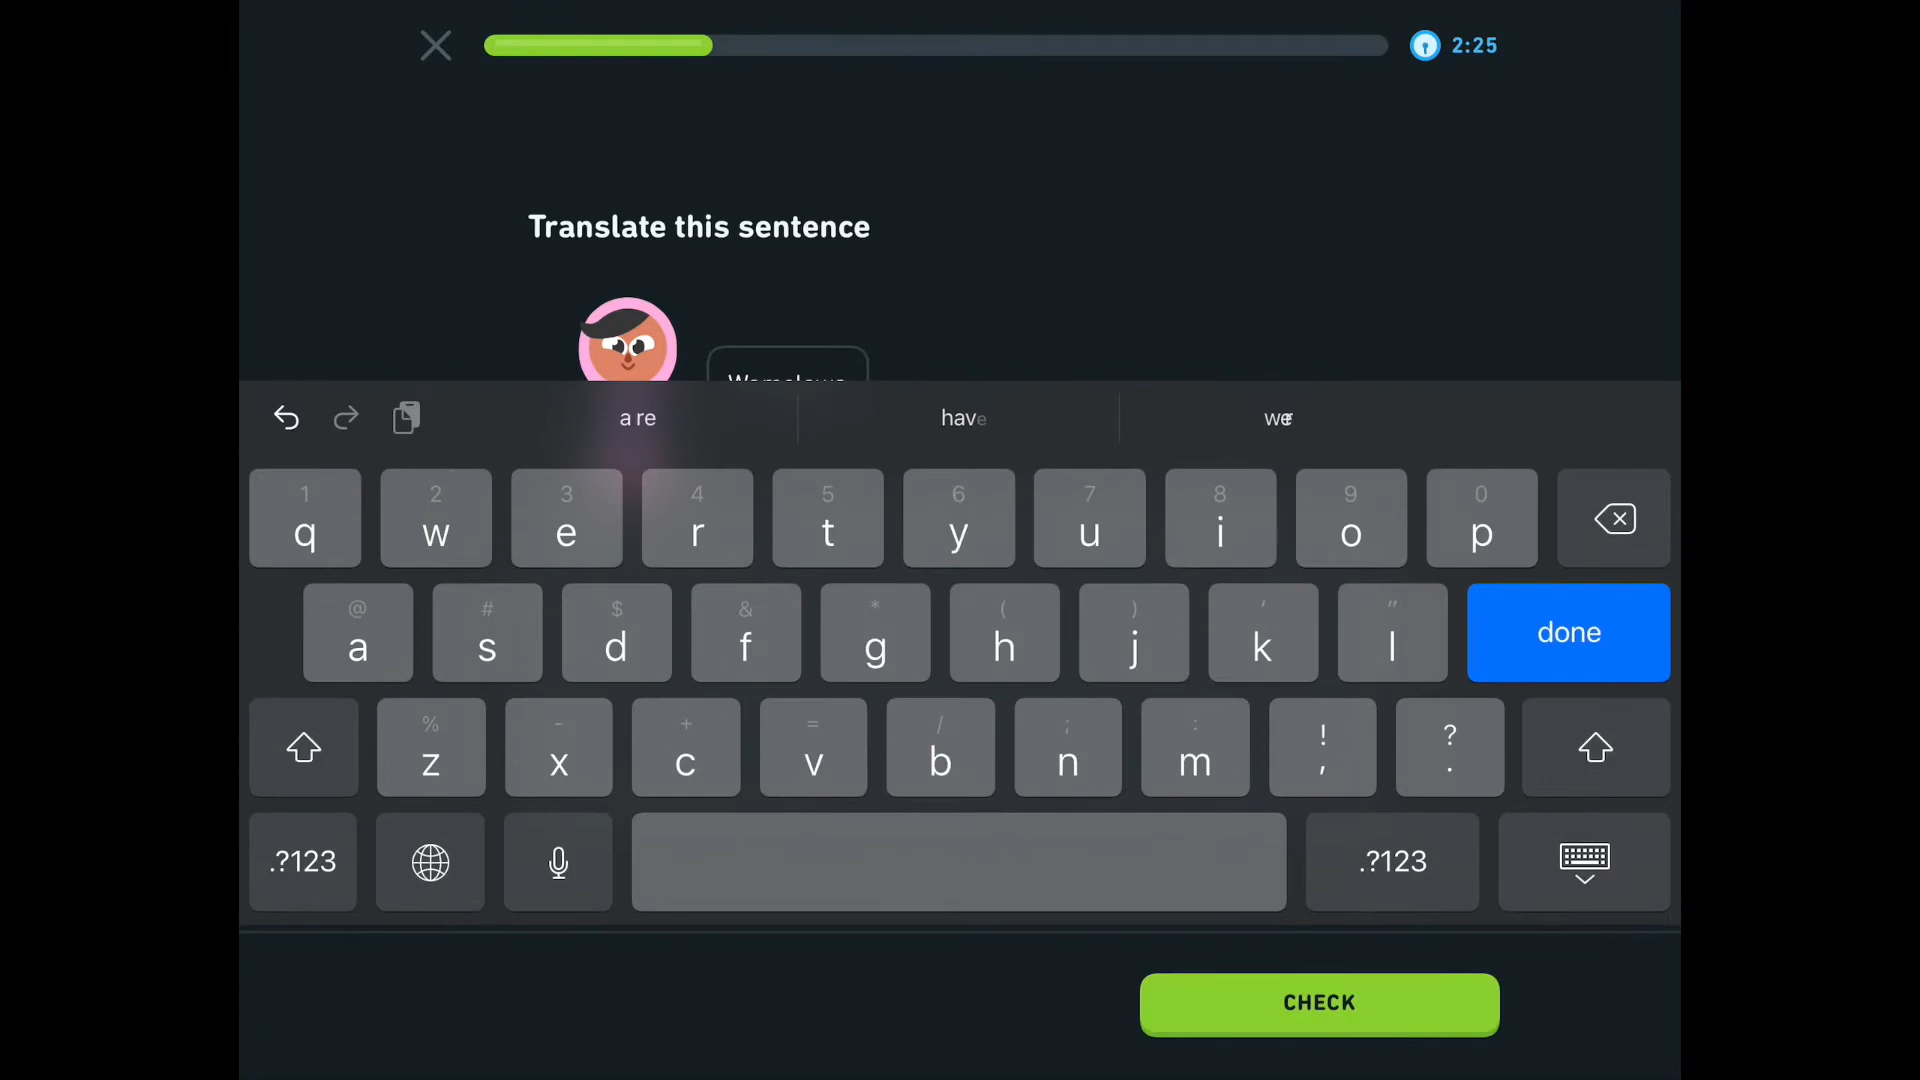 2:25
Translate this sentence
are have
1 2 3 4 5 6 7 8 9 0
q w e r t y u i o p
@ # $ & * ( ) ' "
a s d f g h j k l done
% - + = / ; : ! ?
z x c v b n m , .
.?123 .?123
CHECK